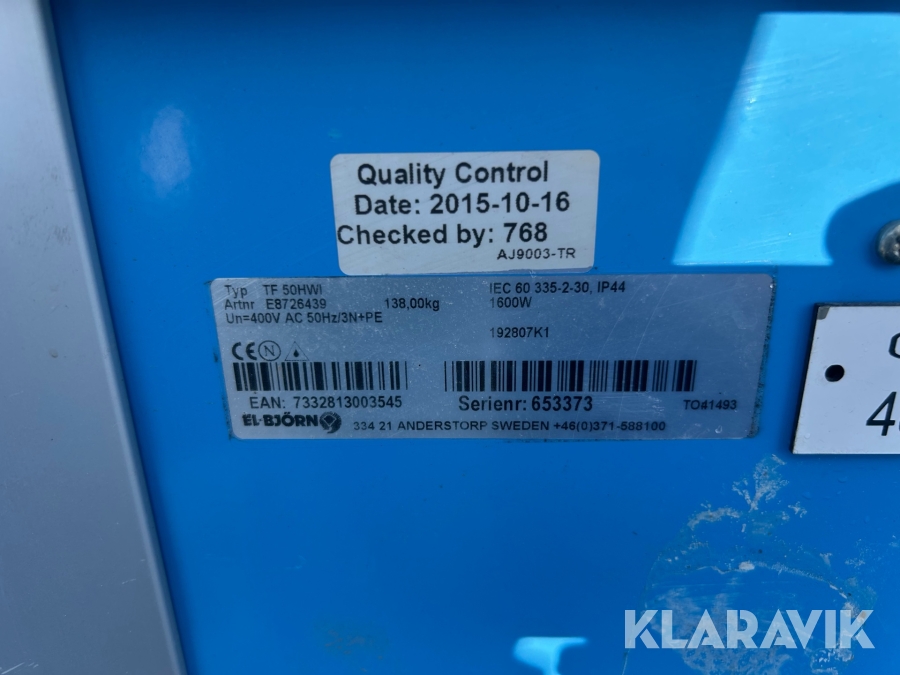 Quality Control
Date: 2015-10-16
Checked by: 768
AJ9003-TR
Typ TF 50HWI IEC 60 335-2-30, IP44
Artnr E8726439 138,00kg 1600W
Un=400V AC 50Hz/3N+PE
192807K1
CE N
EAN: 7332813003545 Serienr: 653373 TO41493
EL-BJÖRN 334 21 ANDERSTORP SWEDEN +46(0)371-588100
KLARAVIK